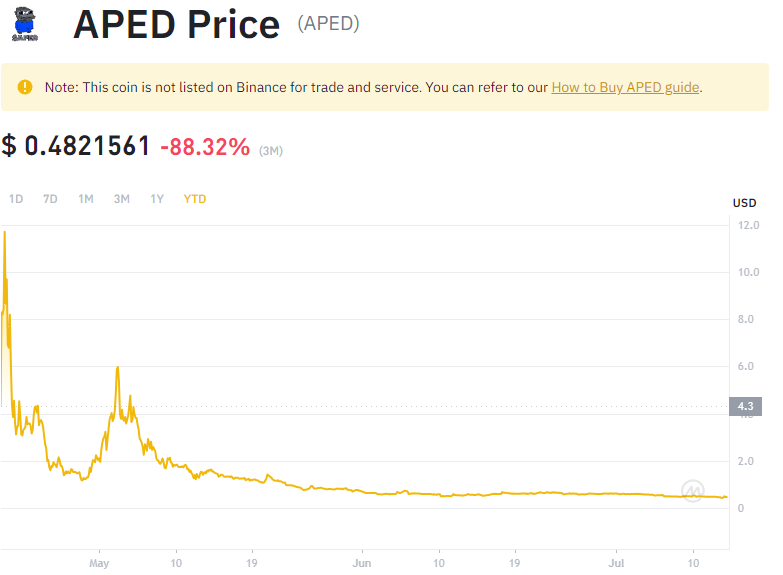 APED Price (APED)
Note: This coin is not listed on Binance for trade and service. You can refer to our How to Buy APED guide.
$ 0.4821561 -88.32% (3M)
1D 7D 1M 3M 1Y YTD
USD
12.0
10.0
8.0
6.0
4.3
2.0
0
May 10 19 Jun 10 19 Jul 10